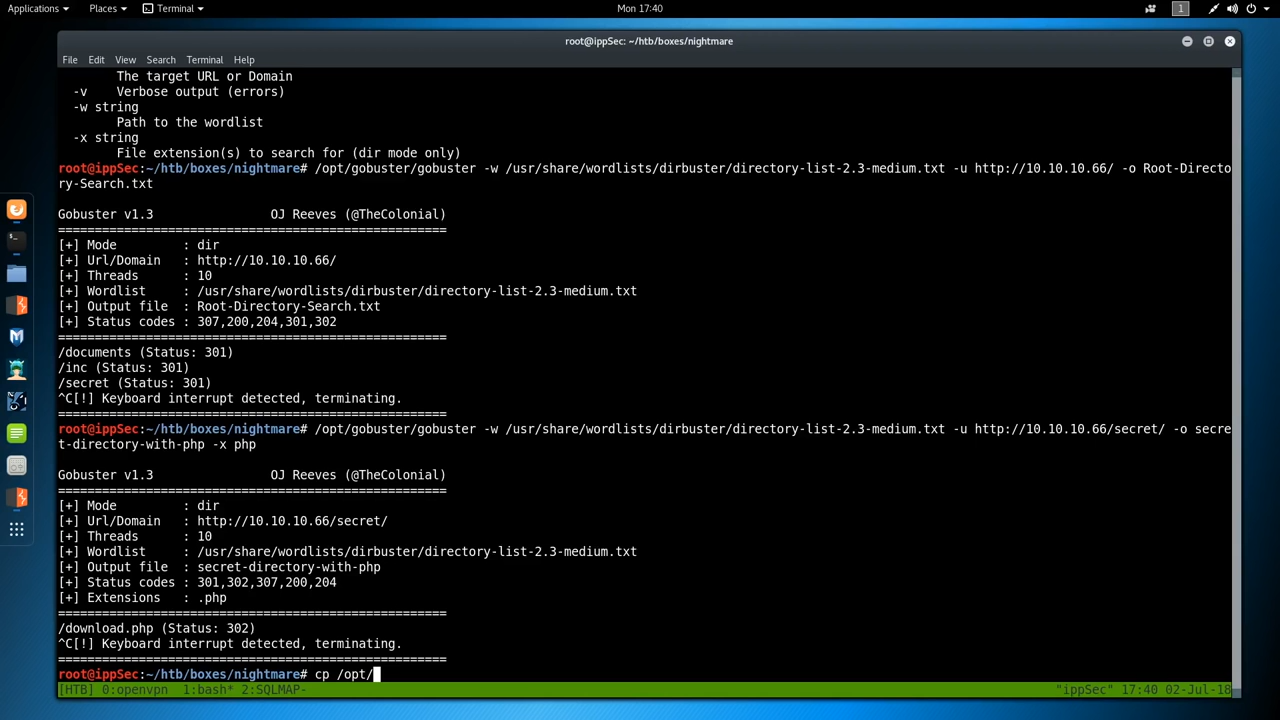 Applications Places Terminal Mon 17:40 1
root@ippSec: ~/htb/boxes/nightmare
File Edit View Search Terminal Help
The target URL or Domain
-v Verbose output (errors)
-w string
Path to the wordlist
-x string
File extension(s) to search for (dir mode only)
root@ippSec:~/htb/boxes/nightmare# /opt/gobuster/gobuster -w /usr/share/wordlists/dirbuster/directory-list-2.3-medium.txt -u http://10.10.10.66/ -o Root-Directo
ry-Search.txt
Gobuster v1.3 OJ Reeves (@TheColonial)
=====================================================
[+] Mode : dir
[+] Url/Domain : http://10.10.10.66/
[+] Threads : 10
[+] Wordlist : /usr/share/wordlists/dirbuster/directory-list-2.3-medium.txt
[+] Output file : Root-Directory-Search.txt
[+] Status codes : 307,200,204,301,302
=====================================================
/documents (Status: 301)
/inc (Status: 301)
/secret (Status: 301)
^C[!] Keyboard interrupt detected, terminating.
=====================================================
root@ippSec:~/htb/boxes/nightmare# /opt/gobuster/gobuster -w /usr/share/wordlists/dirbuster/directory-list-2.3-medium.txt -u http://10.10.10.66/secret/ -o secre
t-directory-with-php -x php
Gobuster v1.3 OJ Reeves (@TheColonial)
=====================================================
[+] Mode : dir
[+] Url/Domain : http://10.10.10.66/secret/
[+] Threads : 10
[+] Wordlist : /usr/share/wordlists/dirbuster/directory-list-2.3-medium.txt
[+] Output file : secret-directory-with-php
[+] Status codes : 301,302,307,200,204
[+] Extensions : .php
=====================================================
/download.php (Status: 302)
^C[!] Keyboard interrupt detected, terminating.
=====================================================
root@ippSec:~/htb/boxes/nightmare# cp /opt/
[HTB] 0:openvpn 1:bash* 2:SQLMAP- "ippSec" 17:40 02-Jul-18